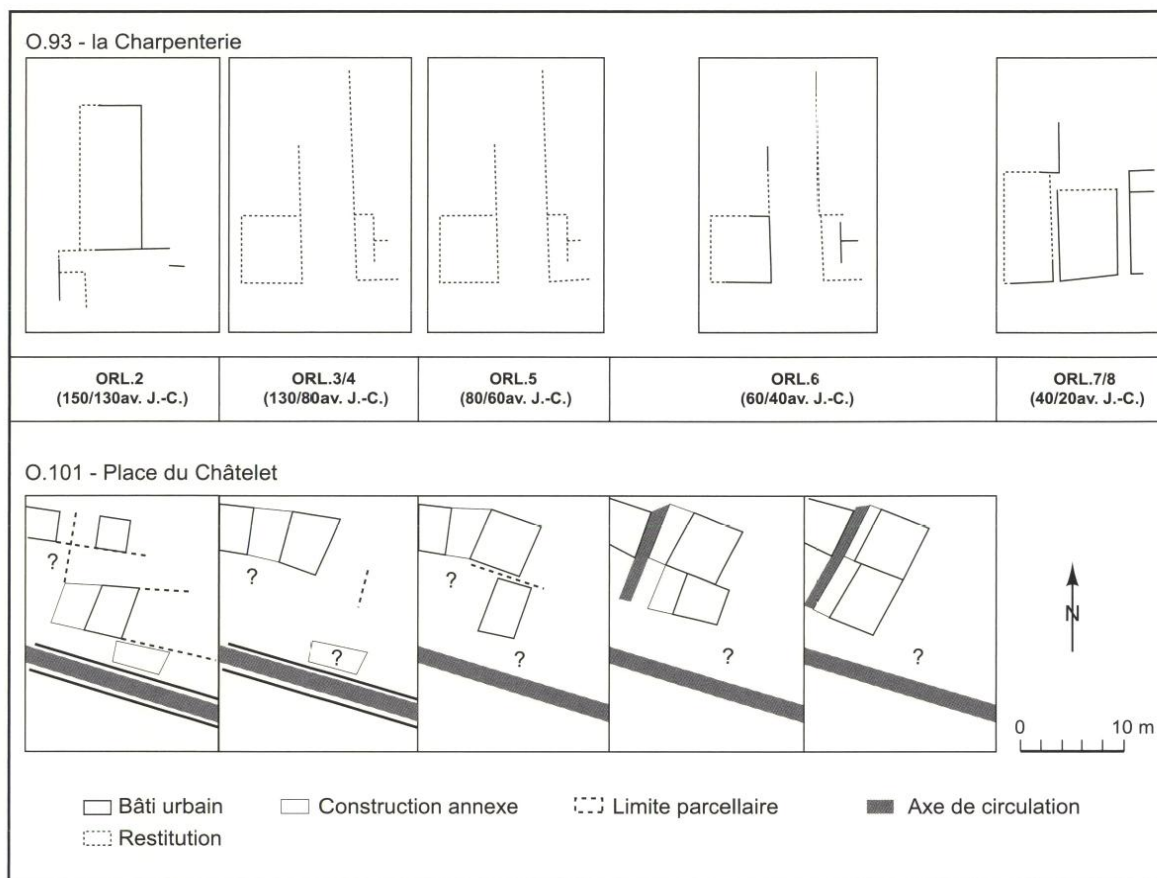 O.93 - la Charpenterie
ORL.2
(150/130av. J.-C.)
ORL.3/4
(130/80av. J.-C.)
ORL.5
(80/60av. J.-C.)
ORL.6
(60/40av. J.-C.)
ORL.7/8
(40/20av. J.-C.)
O.101 - Place du Châtelet
?
?
?
?
?
?
?
N
0 10 m
Bâti urbain
Construction annexe
Limite parcellaire
Axe de circulation
Restitution